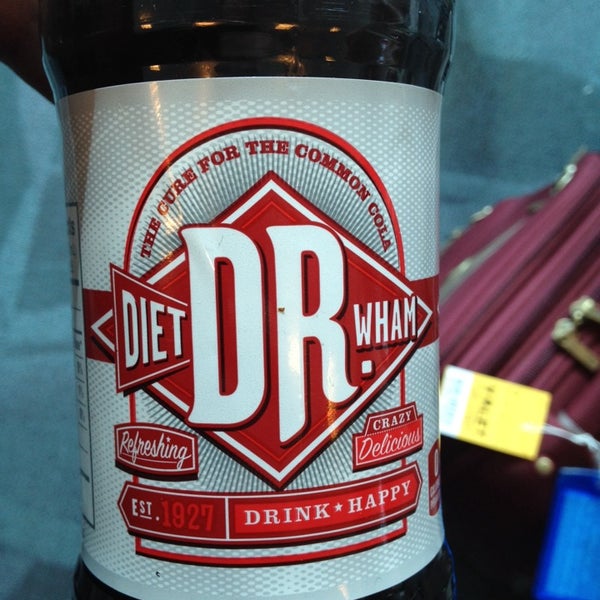 THE CURE FOR THE COMMON COLA
DIET DR. WHAM
Refreshing
CRAZY
Delicious
EST. 1927
DRINK ★ HAPPY